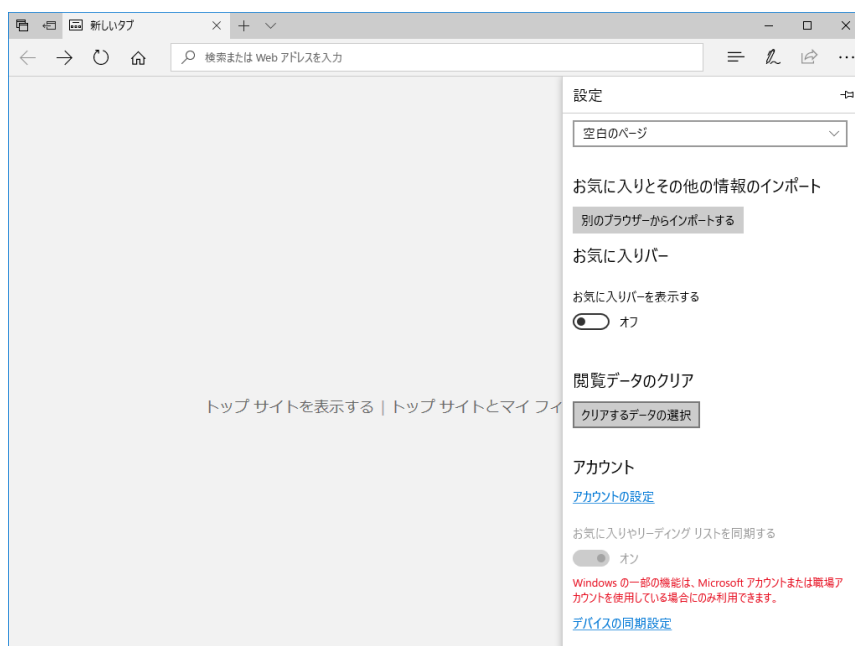 新しいタブ
検索または Web アドレスを入力
設定
空白のページ
お気に入りとその他の情報のインポート
別のブラウザーからインポートする
お気に入りバー
お気に入りバーを表示する
オフ
閲覧データのクリア
クリアするデータの選択
トップ サイトを表示する | トップ サイトとマイ フィ
アカウント
アカウントの設定
お気に入りやリーディング リストを同期する
オン
Windows の一部の機能は、Microsoft アカウントまたは職場ア
カウントを使用している場合にのみ利用できます。
デバイスの同期設定